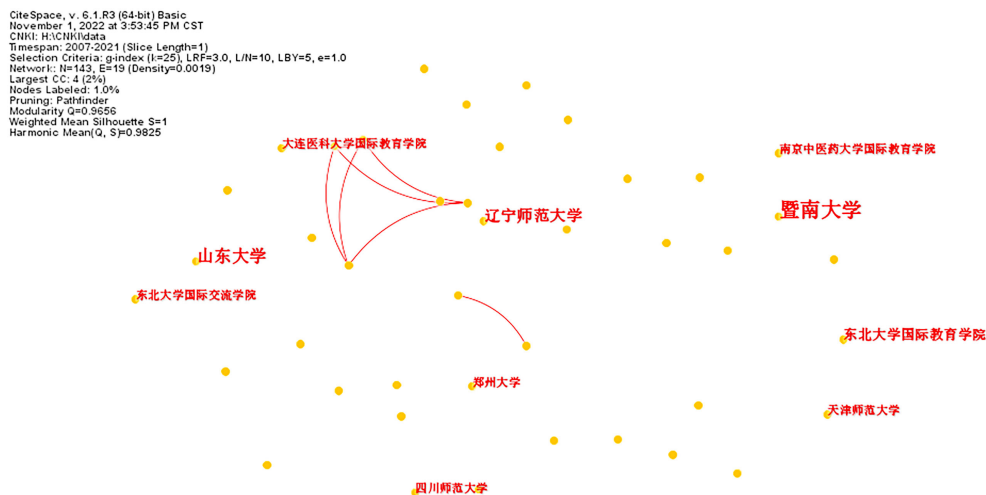 CiteSpace, v. 6.1.R3 (64-bit) Basic
November 1, 2022 at 3:53:45 PM CST
CNKI: H:\CNKI\data
Timespan: 2007-2021 (Slice Length=1)
Selection Criteria: g-index (k=25), LRF=3.0, L/N=10, LBY=5, e=1.0
Network: N=143, E=19 (Density=0.0019)
Largest CC: 4 (2%)
Nodes Labeled: 1.0%
Pruning: Pathfinder
Modularity Q=0.9656
Weighted Mean Silhouette S=1
Harmonic Mean(Q, S)=0.9825
大连医科大学国际教育学院
南京中医药大学国际教育学院
暨南大学
辽宁师范大学
山东大学
东北大学国际交流学院
东北大学国际教育学院
郑州大学
天津师范大学
四川师范大学